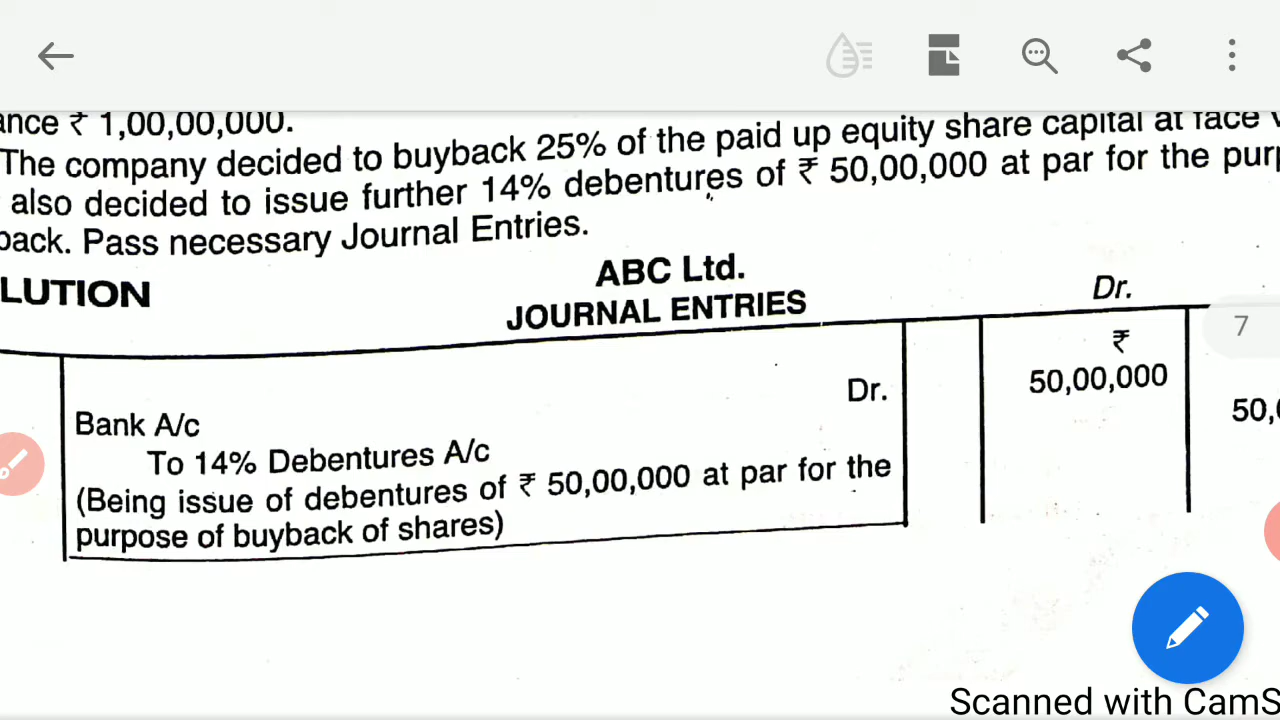 ance ₹ 1,00,00,000.
The company decided to buyback 25% of the paid up equity share capital at face
also decided to issue further 14% debentures of ₹ 50,00,000 at par for the purp
back. Pass necessary Journal Entries.
LUTION
ABC Ltd.
JOURNAL ENTRIES
Dr.
7
₹
Dr.
50,00,000
Bank A/c
50,
To 14% Debentures A/c
(Being issue of debentures of ₹ 50,00,000 at par for the
purpose of buyback of shares)
Scanned with CamS